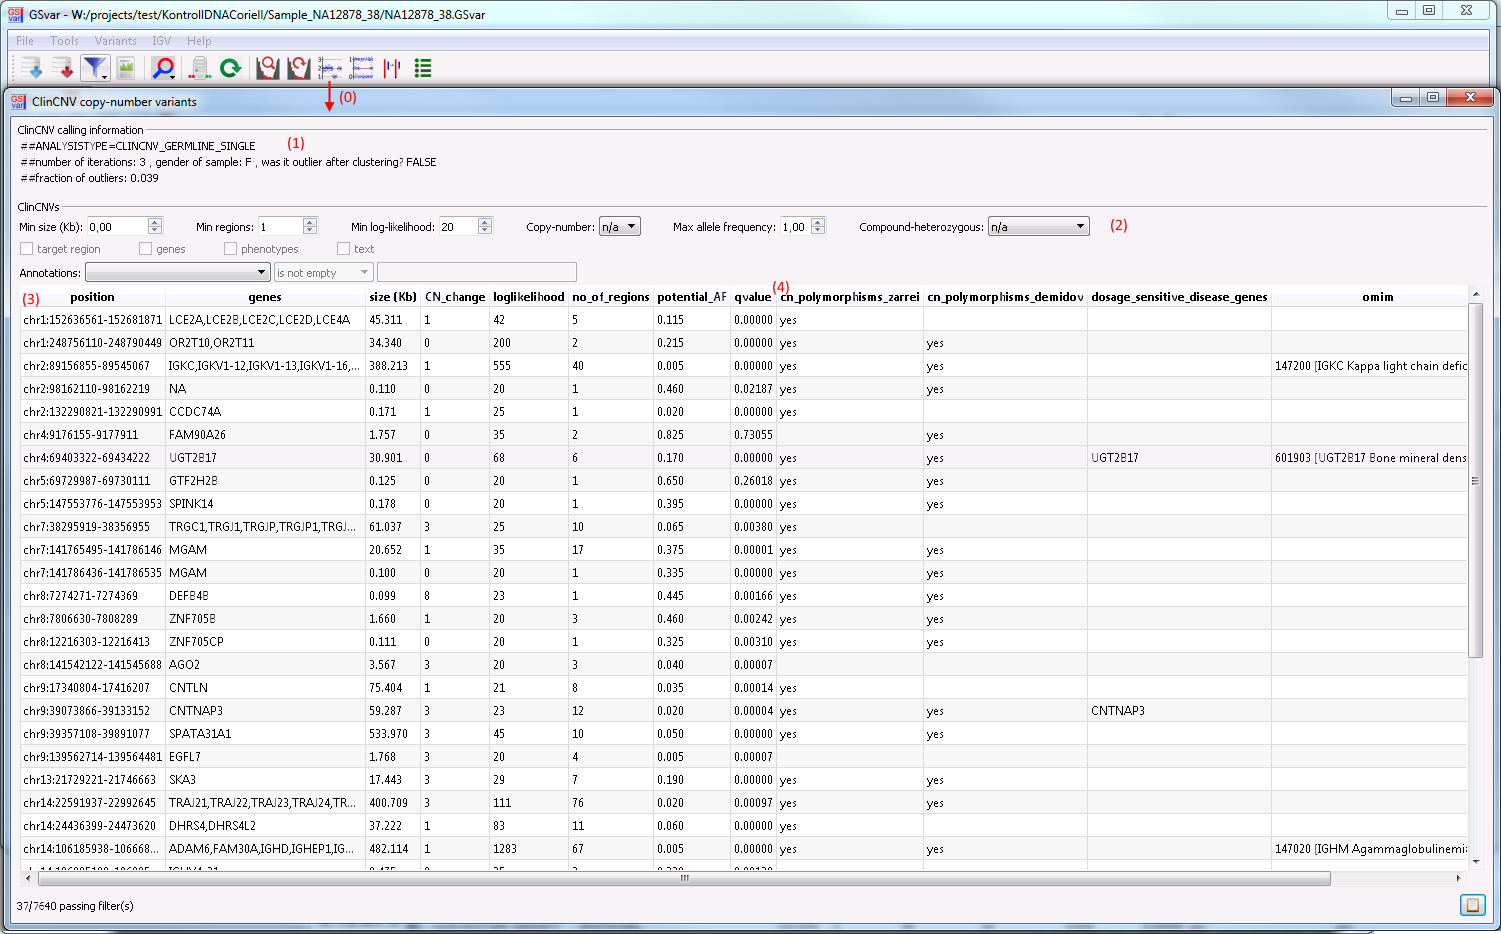 GSvar - W:/projects/test/KontrollDNACoriell/Sample_NA12878_38/NA12878_38.GSvar
File Tools Variants IGV Help
(0)
ClinCNV copy-number variants
ClinCNV calling information
##ANALYSISTYPE=CLINCNV_GERMLINE_SINGLE (1)
##number of iterations: 3 , gender of sample: F , was it outlier after clustering? FALSE
##fraction of outliers: 0.039
ClinCNVs
Min size (Kb): 0,00 Min regions: 1 Min log-likelihood: 20 Copy-number: n/a Max allele frequency: 1,00 Compound-heterozygous: n/a (2)
target region genes phenotypes text
Annotations: is not empty
(3) position genes size (Kb) CN_change loglikelihood no_of_regions potential_AF qvalue (4) cn_polymorphisms_zarrei cn_polymorphisms_demidov dosage_sensitive_disease_genes omim
chr1:152636561-152681871 LCE2A,LCE2B,LCE2C,LCE2D,LCE4A 45.311 1 42 5 0.115 0.00000 yes
chr1:248756110-248790449 OR2T10,OR2T11 34.340 0 200 2 0.215 0.00000 yes yes
chr2:89156855-89545067 IGKC,IGKV1-12,IGKV1-13,IGKV1-16,... 388.213 1 555 40 0.005 0.00000 yes yes 147200 [IGKC Kappa light chain defic
chr2:98162110-98162219 NA 0.110 0 20 1 0.460 0.02187 yes yes
chr2:132290821-132290991 CCDC74A 0.171 1 25 1 0.020 0.00000 yes
chr4:9176155-9177911 FAM90A26 1.757 0 35 2 0.825 0.73055 yes
chr4:69403322-69434222 UGT2B17 30.901 0 68 6 0.170 0.00000 yes yes UGT2B17 601903 [UGT2B17 Bone mineral dens
chr5:69729987-69730111 GTF2H2B 0.125 0 20 1 0.650 0.26018 yes yes
chr5:147553776-147553953 SPINK14 0.178 0 20 1 0.395 0.00000 yes yes
chr7:38295919-38356955 TRGC1,TRGJ1,TRGJP,TRGJP1,TRGJ... 61.037 3 25 10 0.065 0.00380 yes
chr7:141765495-141786146 MGAM 20.652 1 35 17 0.375 0.00001 yes yes
chr7:141786436-141786535 MGAM 0.100 0 20 1 0.335 0.00000 yes yes
chr8:7274271-7274369 DEFB4B 0.099 8 23 1 0.445 0.00166 yes yes
chr8:7806630-7808289 ZNF705B 1.660 1 20 3 0.460 0.00242 yes yes
chr8:12216303-12216413 ZNF705CP 0.111 0 20 1 0.325 0.00310 yes yes
chr8:141542122-141545688 AGO2 3.567 3 20 3 0.040 0.00007
chr9:17340804-17416207 CNTLN 75.404 1 21 8 0.035 0.00014 yes
chr9:39073866-39133152 CNTNAP3 59.287 3 23 12 0.020 0.00004 yes yes CNTNAP3
chr9:39357108-39891077 SPATA31A1 533.970 3 45 10 0.050 0.00000 yes yes
chr9:139562714-139564481 EGFL7 1.768 3 20 4 0.005 0.00007
chr13:21729221-21746663 SKA3 17.443 3 29 7 0.190 0.00000 yes yes
chr14:22591937-22992645 TRAJ21,TRAJ22,TRAJ23,TRAJ24,TR... 400.709 3 111 76 0.020 0.00097 yes yes
chr14:24436399-24473620 DHRS4,DHRS4L2 37.222 1 83 11 0.060 0.00000 yes
chr14:106185938-106668... ADAM6,FAM30A,IGHD,IGHEP1,IG... 482.114 1 1283 67 0.005 0.00000 yes yes 147020 [IGHM Agammaglobulinemi
37/7640 passing filter(s)